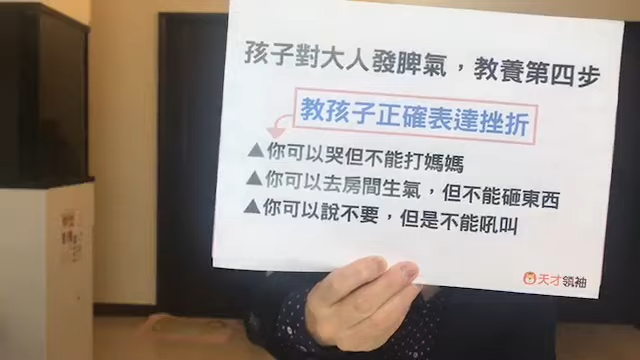 孩子對大人發脾氣，教養第四步
教孩子正確表達挫折
▲你可以哭但不能打媽媽
▲你可以去房間生氣，但不能砸東西
▲你可以說不要，但是不能吼叫
天才領袖